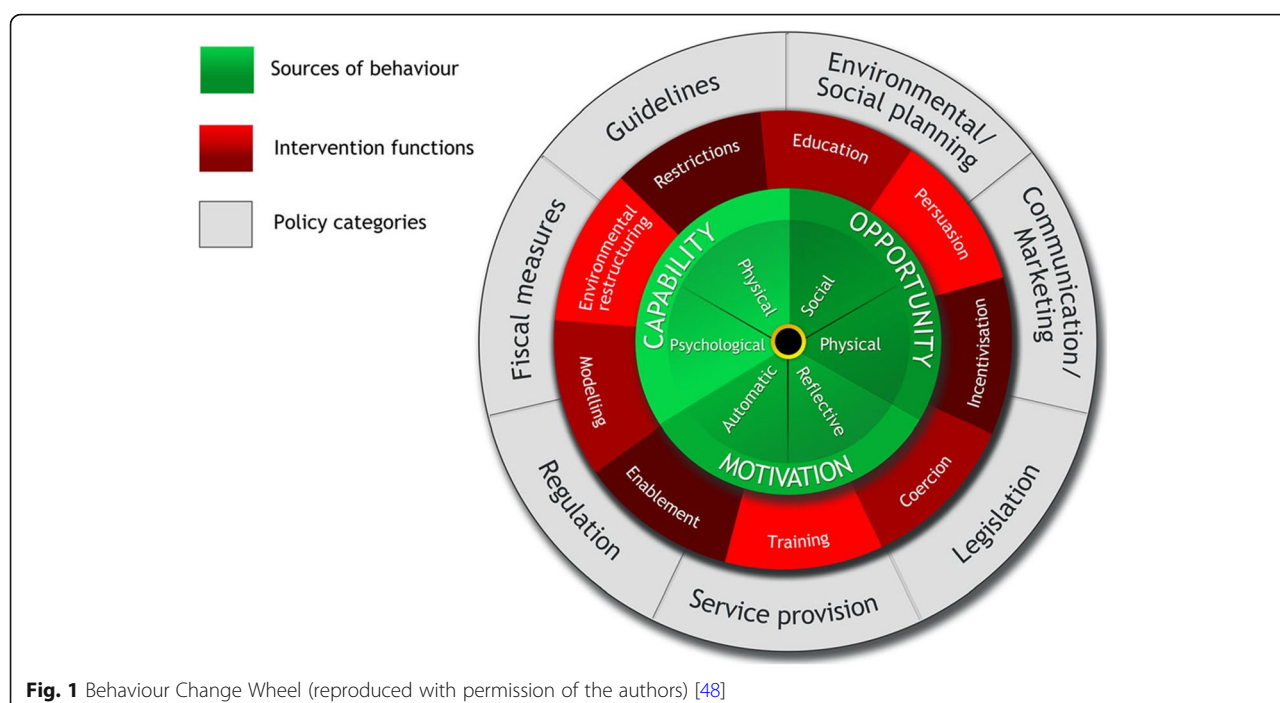 Sources of behaviour
Intervention functions
Policy categories
Guidelines
Environmental/
Social planning
Communication/
Marketing
Legislation
Service provision
Regulation
Fiscal measures
Restrictions
Education
Persuasion
Incentivisation
Coercion
Training
Enablement
Modelling
Environmental
restructuring
CAPABILITY
OPPORTUNITY
MOTIVATION
Physical
Social
Psychological
Physical
Automatic
Reflective
Fig. 1 Behaviour Change Wheel (reproduced with permission of the authors) [48]